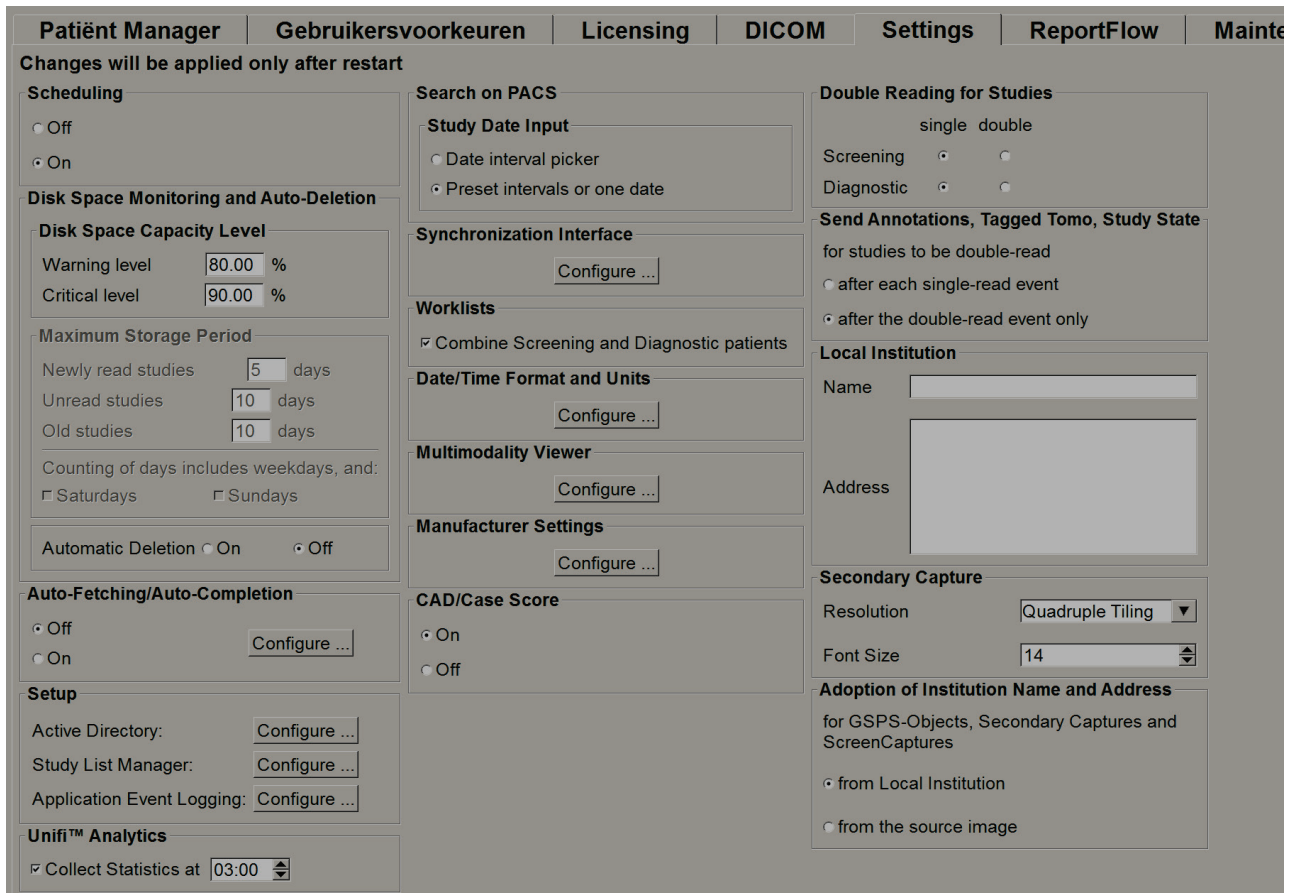 Patiënt Manager Gebruikersvoorkeuren Licensing DICOM Settings ReportFlow Mainte
Changes will be applied only after restart
Scheduling
Off
On
Disk Space Monitoring and Auto-Deletion
Disk Space Capacity Level
Warning level 80.00 %
Critical level 90.00 %
Maximum Storage Period
Newly read studies 5 days
Unread studies 10 days
Old studies 10 days
Counting of days includes weekdays, and:
Saturdays Sundays
Automatic Deletion On Off
Auto-Fetching/Auto-Completion
Off
Configure ...
On
Setup
Active Directory: Configure ...
Study List Manager: Configure ...
Application Event Logging: Configure ...
Unifi™ Analytics
Collect Statistics at 03:00
Search on PACS
Study Date Input
Date interval picker
Preset intervals or one date
Synchronization Interface
Configure ...
Worklists
Combine Screening and Diagnostic patients
Date/Time Format and Units
Configure ...
Multimodality Viewer
Configure ...
Manufacturer Settings
Configure ...
CAD/Case Score
On
Off
Double Reading for Studies
single double
Screening
Diagnostic
Send Annotations, Tagged Tomo, Study State
for studies to be double-read
after each single-read event
after the double-read event only
Local Institution
Name
Address
Secondary Capture
Resolution Quadruple Tiling
Font Size 14
Adoption of Institution Name and Address
for GSPS-Objects, Secondary Captures and
ScreenCaptures
from Local Institution
from the source image